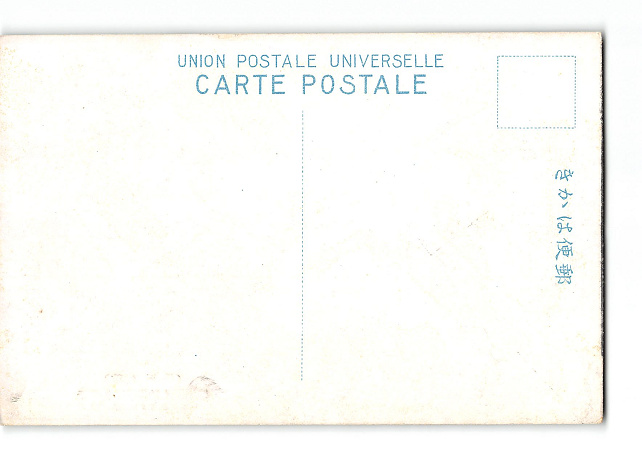 UNION POSTALE UNIVERSELLE
CARTE POSTALE
きかは便郵